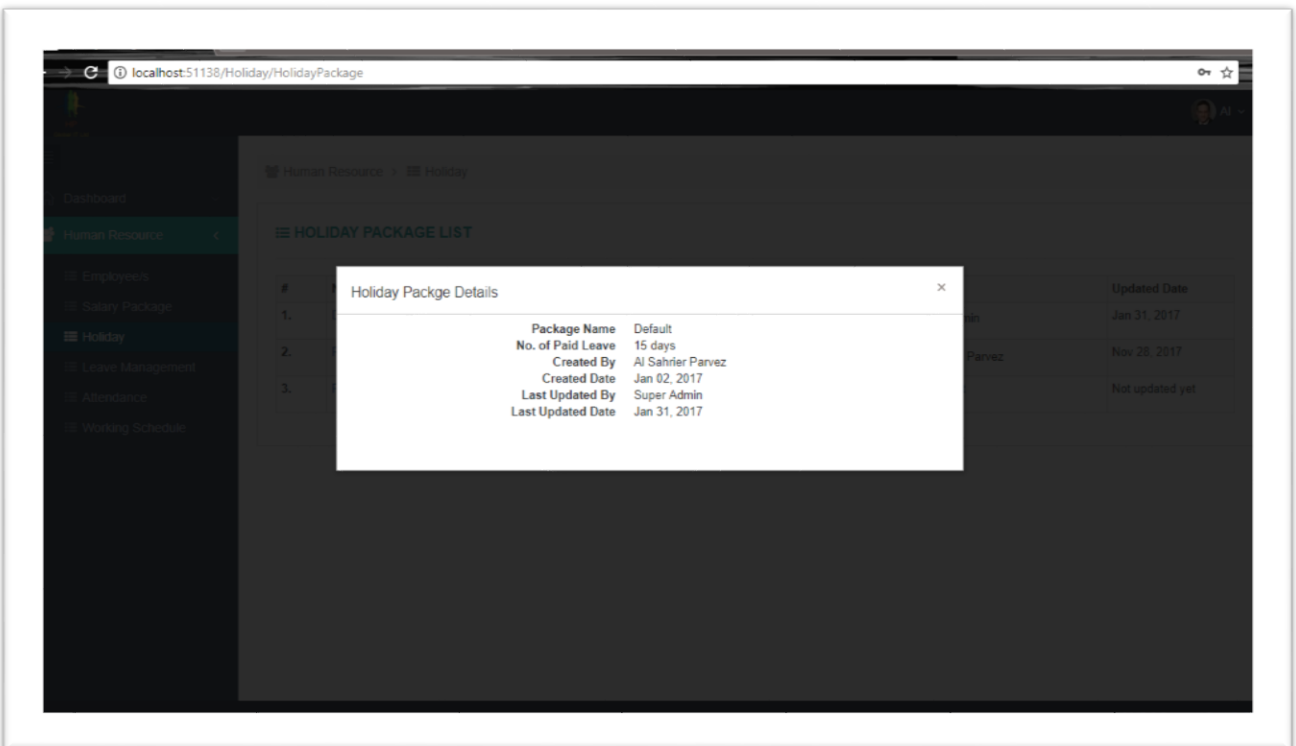 localhost:51138/Holiday/HolidayPackage
Al
Human Resource > Holiday
Dashboard
Human Resource <
HOLIDAY PACKAGE LIST
Employee/s
Salary Package
Holiday
Leave Management
Attendance
Working Schedule
# Updated Date
1. Jan 31, 2017
2. Parvez Nov 28, 2017
3. Not updated yet
Holiday Packge Details ×
Package Name Default
No. of Paid Leave 15 days
Created By Al Sahrier Parvez
Created Date Jan 02, 2017
Last Updated By Super Admin
Last Updated Date Jan 31, 2017